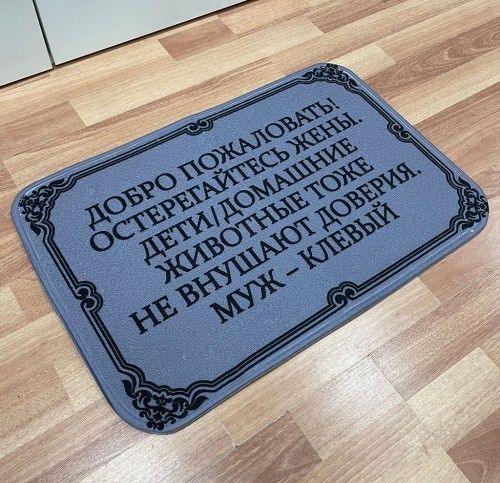 ДОБРО ПОЖАЛОВАТЬ!
ОСТЕРЕГАЙТЕСЬ ЖЕНЫ.
ДЕТИ/ДОМАШНИЕ
ЖИВОТНЫЕ ТОЖЕ
НЕ ВНУШАЮТ ДОВЕРИЯ.
МУЖ – КЛЕВЫЙ